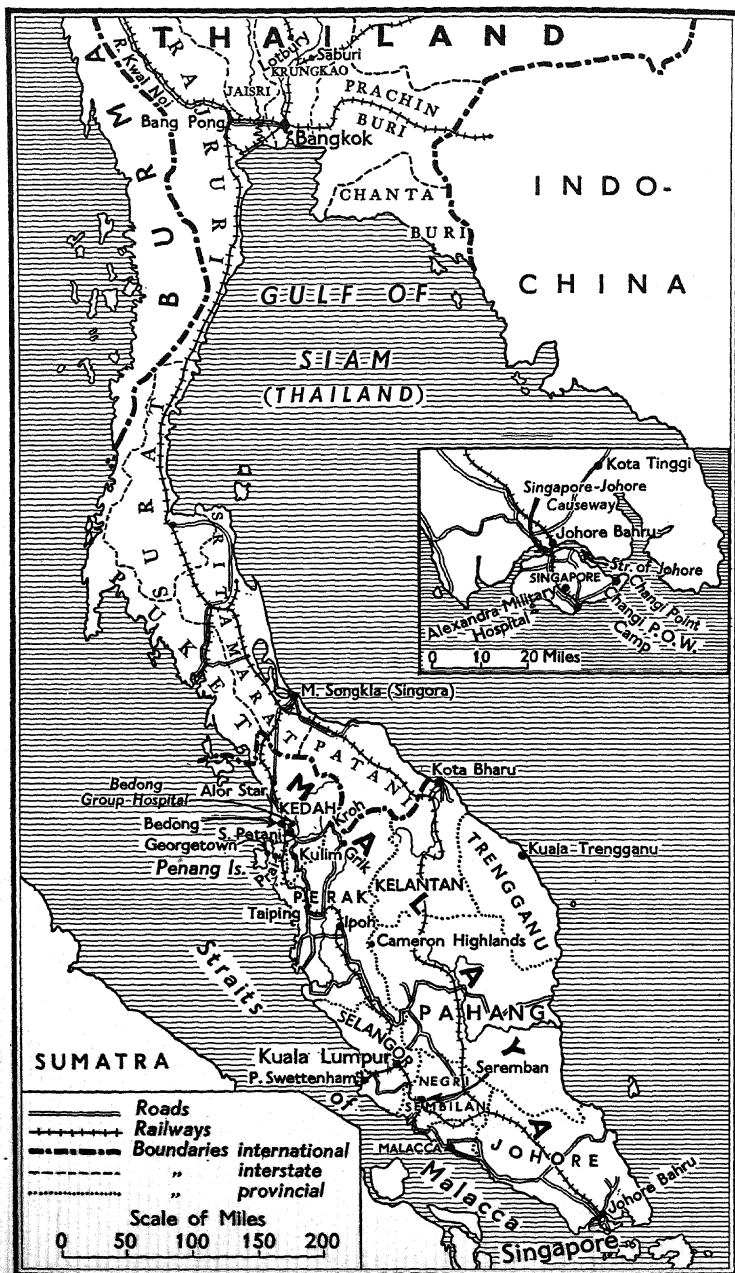 THAILAND
BURMA
R. Kwai Noi
RAJRURI
Lotbury
Saburi
KRUNGKAO
JAISRI
PRACHIN
BURI
Bang Pong
Bangkok
CHANTA
BURI
INDO-
CHINA
GULF OF
SIAM
(THAILAND)
SURAT
PUKET
SRITAMARAT
PATANI
Kota Tinggi
Singapore-Johore
Causeway
Johore Bahru
Str. of Johore
SINGAPORE
Changi Point
Changi P.O.W.
Camp
Alexandra Military
Hospital
0 10 20 Miles
M. Songkla (Singora)
Kota Bharu
Alor Star
Bedong
Group-Hospital
KEDAH
Kroh
Bedong
S. Petani
Georgetown
Kulim
Grik
Penang Is.
Prai
MALAYA
TRENGGANU
Kuala-Trengganu
KELANTAN
PERAK
Taiping
Ipoh
Cameron Highlands
PAHANG
Straits
of
Malacca
SELANGOR
Kuala Lumpur
P. Swettenham
NEGRI
SEMBILAN
Seremban
MALACCA
JOHORE
Johore Bahru
Singapore
SUMATRA
Roads
Railways
Boundaries international
„ interstate
„ provincial
Scale of Miles
0 50 100 150 200